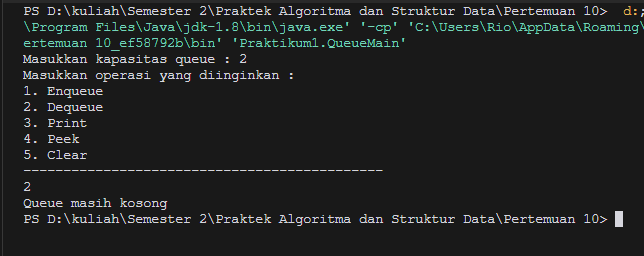 PS D:\kuliah\Semester 2\Praktek Algoritma dan Struktur Data\Pertemuan 10>  d:;
\Program Files\Java\jdk-1.8\bin\java.exe' '-cp' 'C:\Users\Rio\AppData\Roaming\
ertemuan 10_ef58792b\bin' 'Praktikum1.QueueMain'
Masukkan kapasitas queue : 2
Masukkan operasi yang diinginkan :
1. Enqueue
2. Dequeue
3. Print
4. Peek
5. Clear
---------------------------------------------
2
Queue masih kosong
PS D:\kuliah\Semester 2\Praktek Algoritma dan Struktur Data\Pertemuan 10>